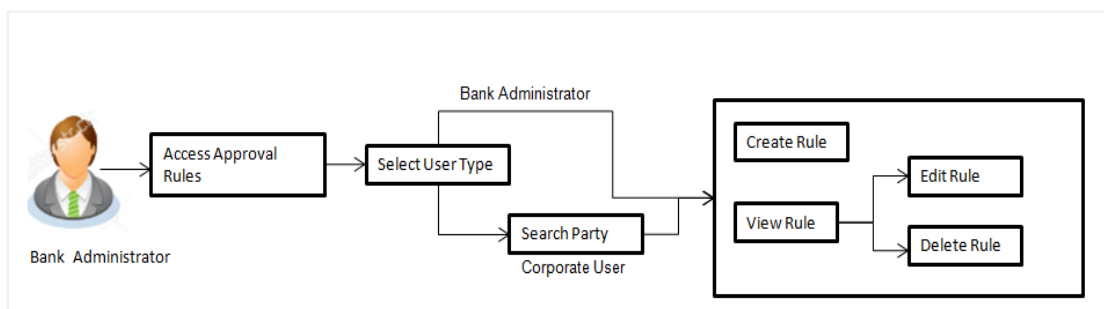 Bank Administrator
Create Rule
Access Approval
Rules
Select User Type
Edit Rule
View Rule
Search Party
Delete Rule
Bank Administrator
Corporate User